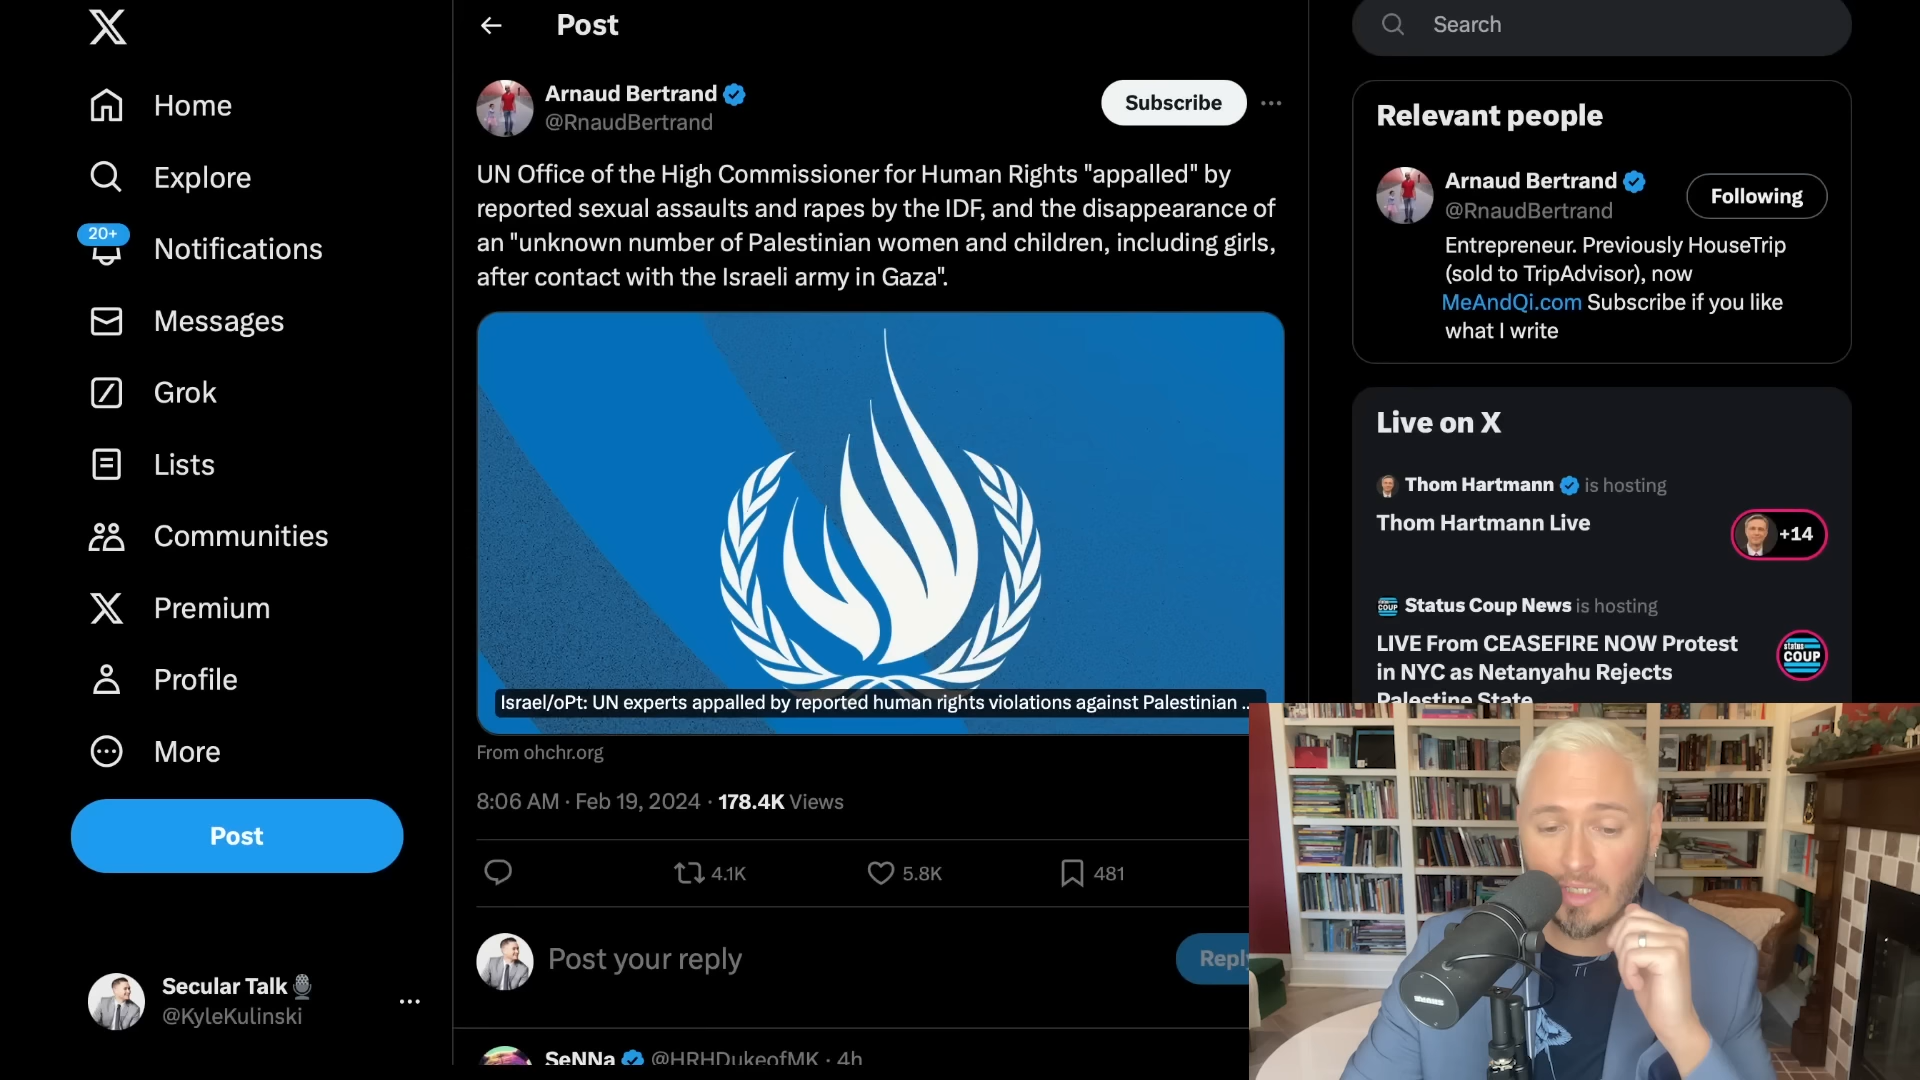 Home
Explore
20+
Notifications
Messages
Grok
Lists
Communities
Premium
Profile
More
Post
Secular Talk
@KyleKulinski
Post
Arnaud Bertrand
@RnaudBertrand
Subscribe
UN Office of the High Commissioner for Human Rights "appalled" by
reported sexual assaults and rapes by the IDF, and the disappearance of
an "unknown number of Palestinian women and children, including girls,
after contact with the Israeli army in Gaza".
Israel/oPt: UN experts appalled by reported human rights violations against Palestinian ...
From ohchr.org
8:06 AM · Feb 19, 2024 · 178.4K Views
4.1K
5.8K
481
Post your reply
Reply
SeNNa @HRHDukeofMK · 4h
Search
Relevant people
Arnaud Bertrand
@RnaudBertrand
Following
Entrepreneur. Previously HouseTrip
(sold to TripAdvisor), now
MeAndQi.com Subscribe if you like
what I write
Live on X
Thom Hartmann is hosting
Thom Hartmann Live
+14
Status Coup News is hosting
LIVE From CEASEFIRE NOW Protest
in NYC as Netanyahu Rejects
Palestine State
status
COUP